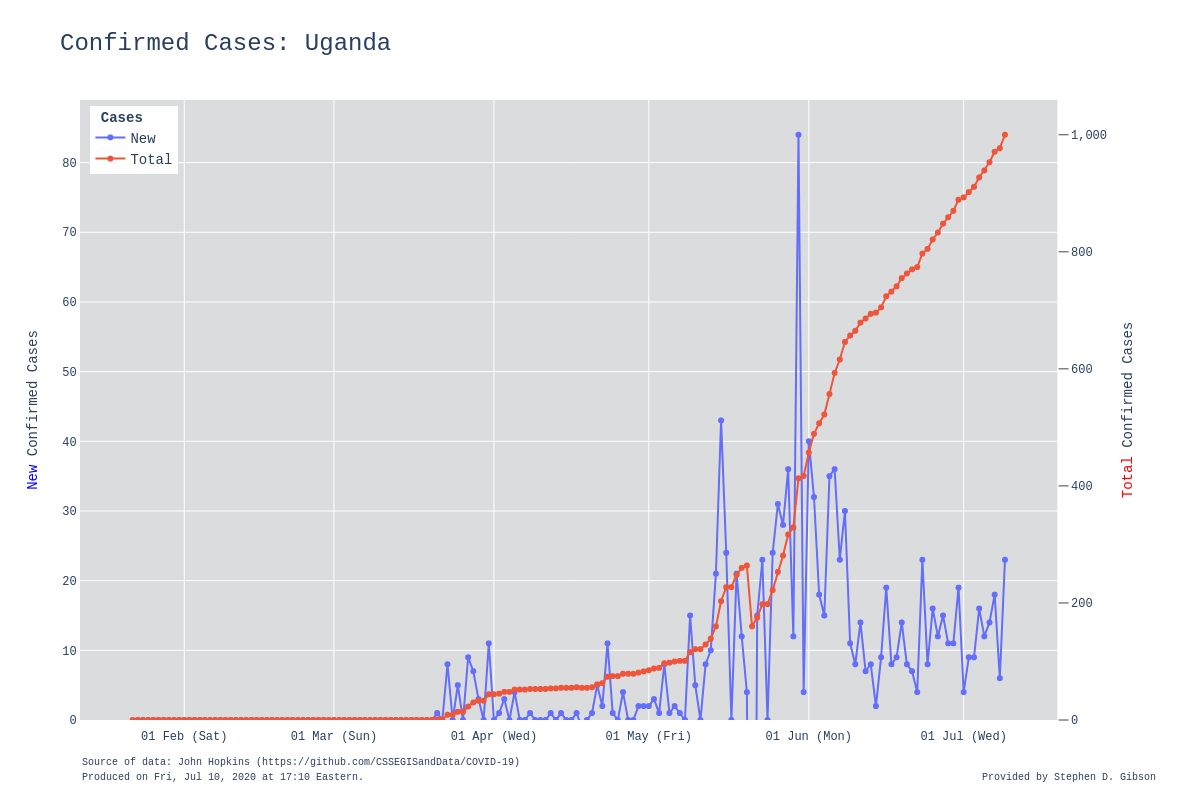 Confirmed Cases: Uganda
Cases
New
Total
80
70
60
50
40
30
20
10
0
1,000
800
600
400
200
0
New Confirmed Cases
Total Confirmed Cases
01 Feb (Sat)
01 Mar (Sun)
01 Apr (Wed)
01 May (Fri)
01 Jun (Mon)
01 Jul (Wed)
Source of data: John Hopkins (https://github.com/CSSEGISandData/COVID-19)
Produced on Fri, Jul 10, 2020 at 17:10 Eastern.
Provided by Stephen D. Gibson